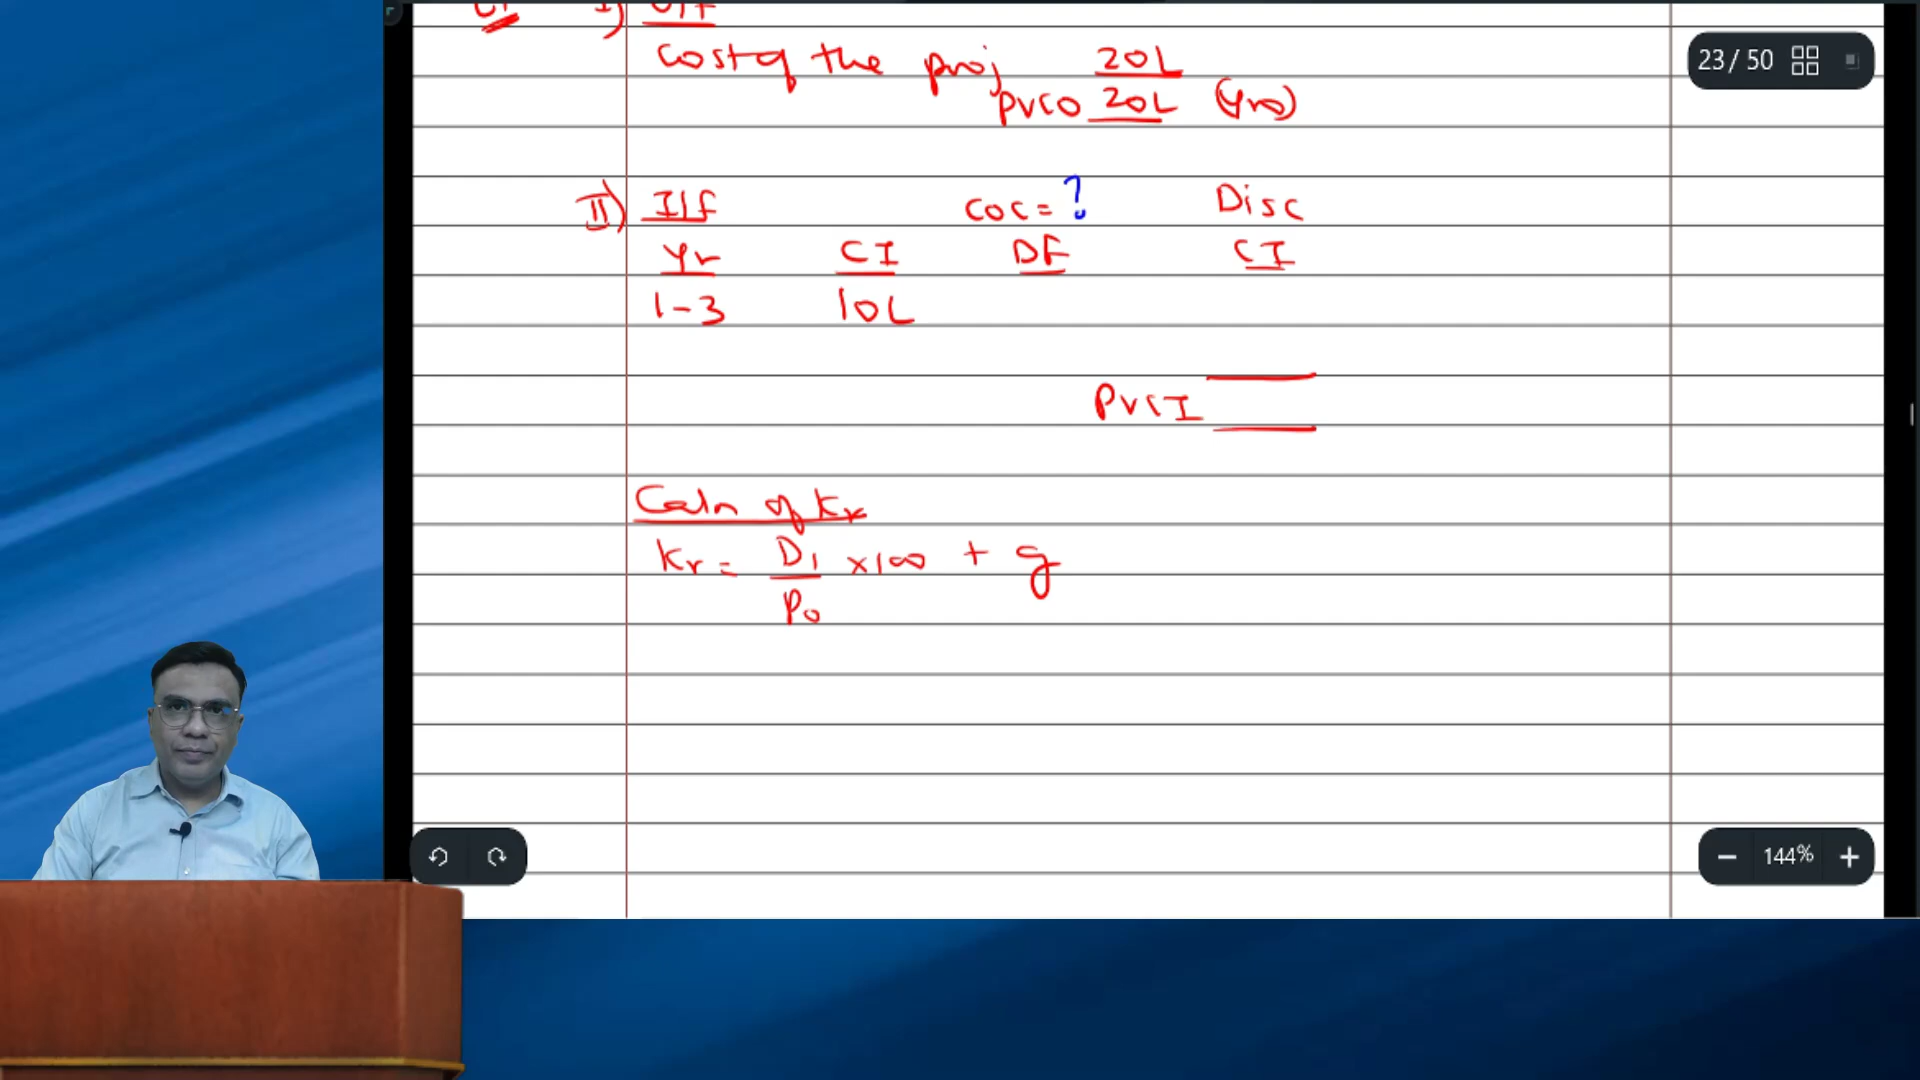 I) O/f
Cost of the proj 20L
PVCO 20L (Yr0)
23 / 50
II) I/f COC = ? Disc
Yr CI DF CI
1-3 10L
PVCI
Caln of Kr
Kr = D1 x100 + g
P0
144%